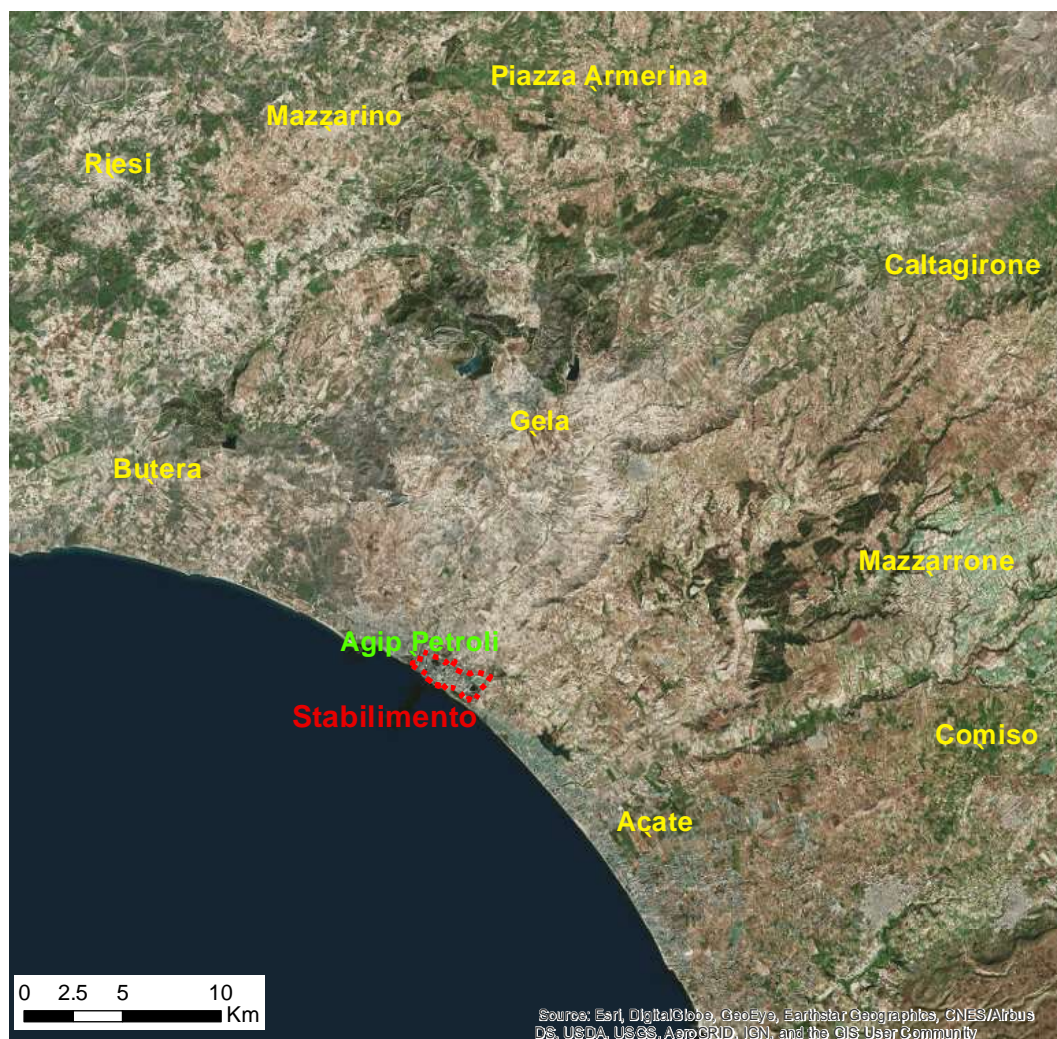 Piazza Armerina
Mazzarino
Riesi
Caltagirone
Gela
Butera
Mazzarrone
Agip Petroli
Stabilimento
Comiso
Acate
0 2.5 5 10
Km
Source: Esri, DigitalGlobe, GeoEye, Earthstar Geographics, CNES/Airbus
DS, USDA, USGS, AeroGRID, IGN, and the GIS User Community